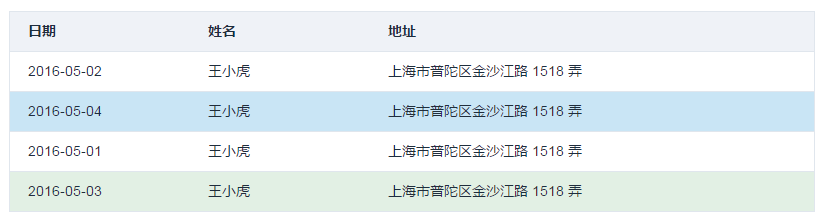 日期 姓名 地址
2016-05-02 王小虎 上海市普陀区金沙江路 1518 弄
2016-05-04 王小虎 上海市普陀区金沙江路 1518 弄
2016-05-01 王小虎 上海市普陀区金沙江路 1518 弄
2016-05-03 王小虎 上海市普陀区金沙江路 1518 弄